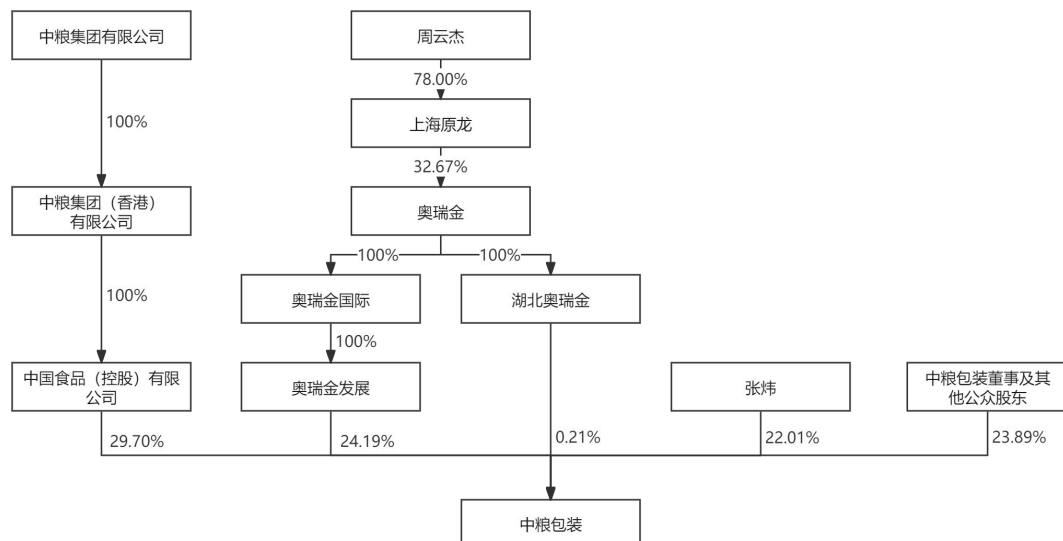 中粮集团有限公司
周云杰
78.00%
上海原龙
100%
32.67%
中粮集团（香港）
有限公司
奥瑞金
100%
100%
奥瑞金国际
湖北奥瑞金
100%
100%
中国食品（控股）有限
公司
奥瑞金发展
张炜
中粮包装董事及其
他公众股东
29.70%
24.19%
0.21%
22.01%
23.89%
中粮包装